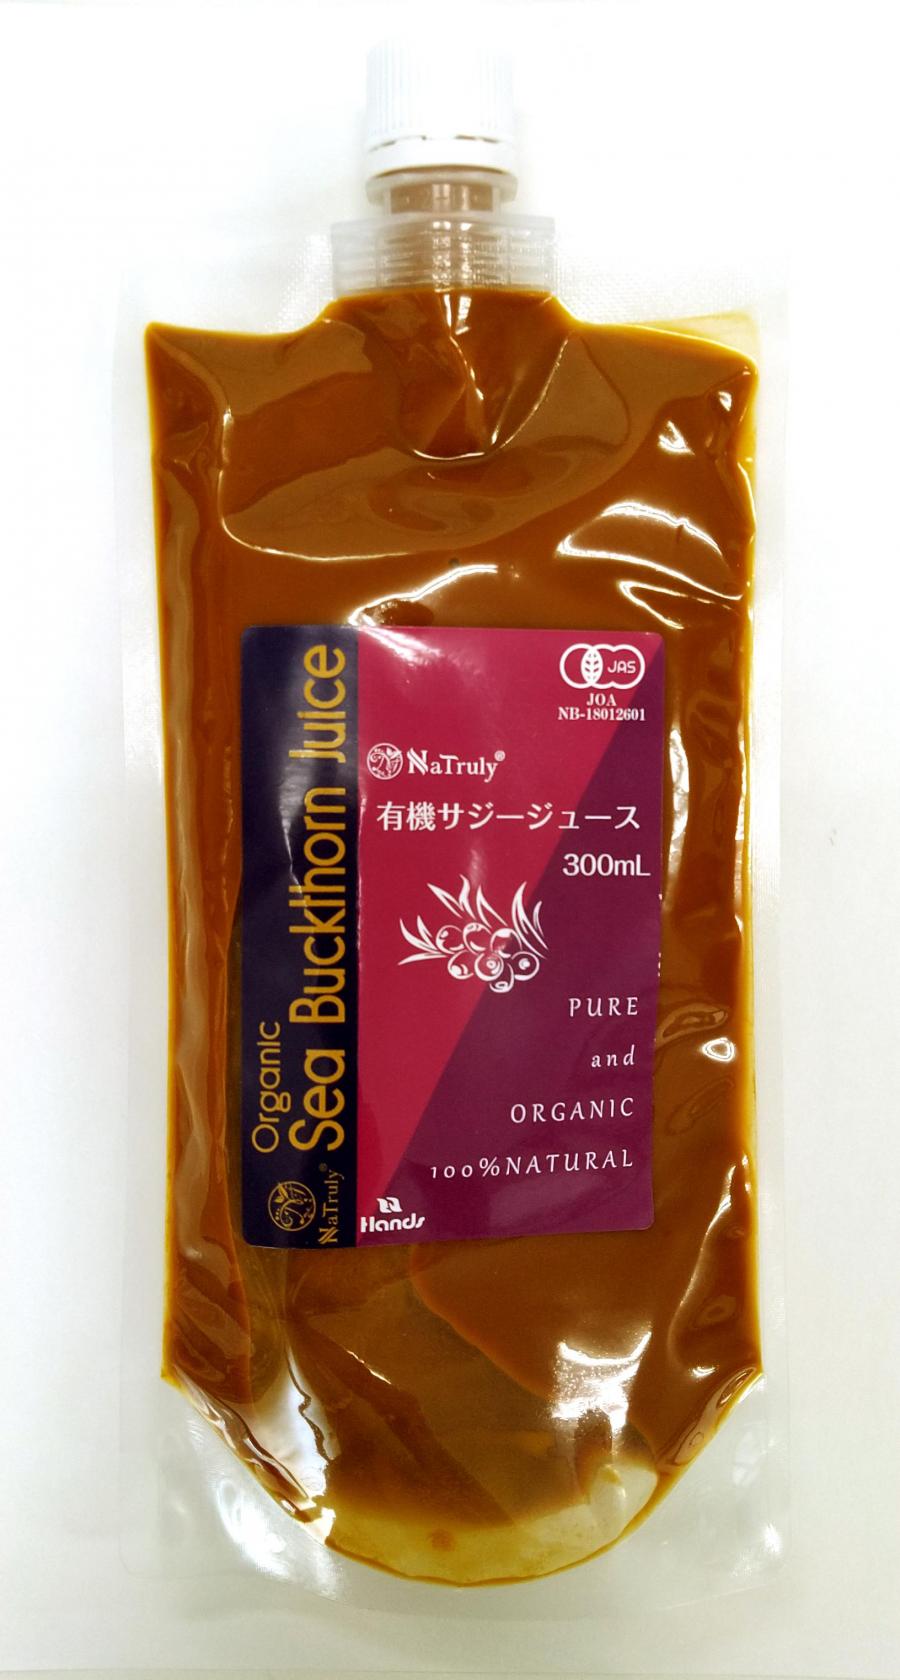 Organic
Sea Buckthorn Juice
NaTruly®
JAS
JOA
NB-18012601
NaTruly®
有機サジージュース
300mL
PURE
and
ORGANIC
100%NATURAL
Hands